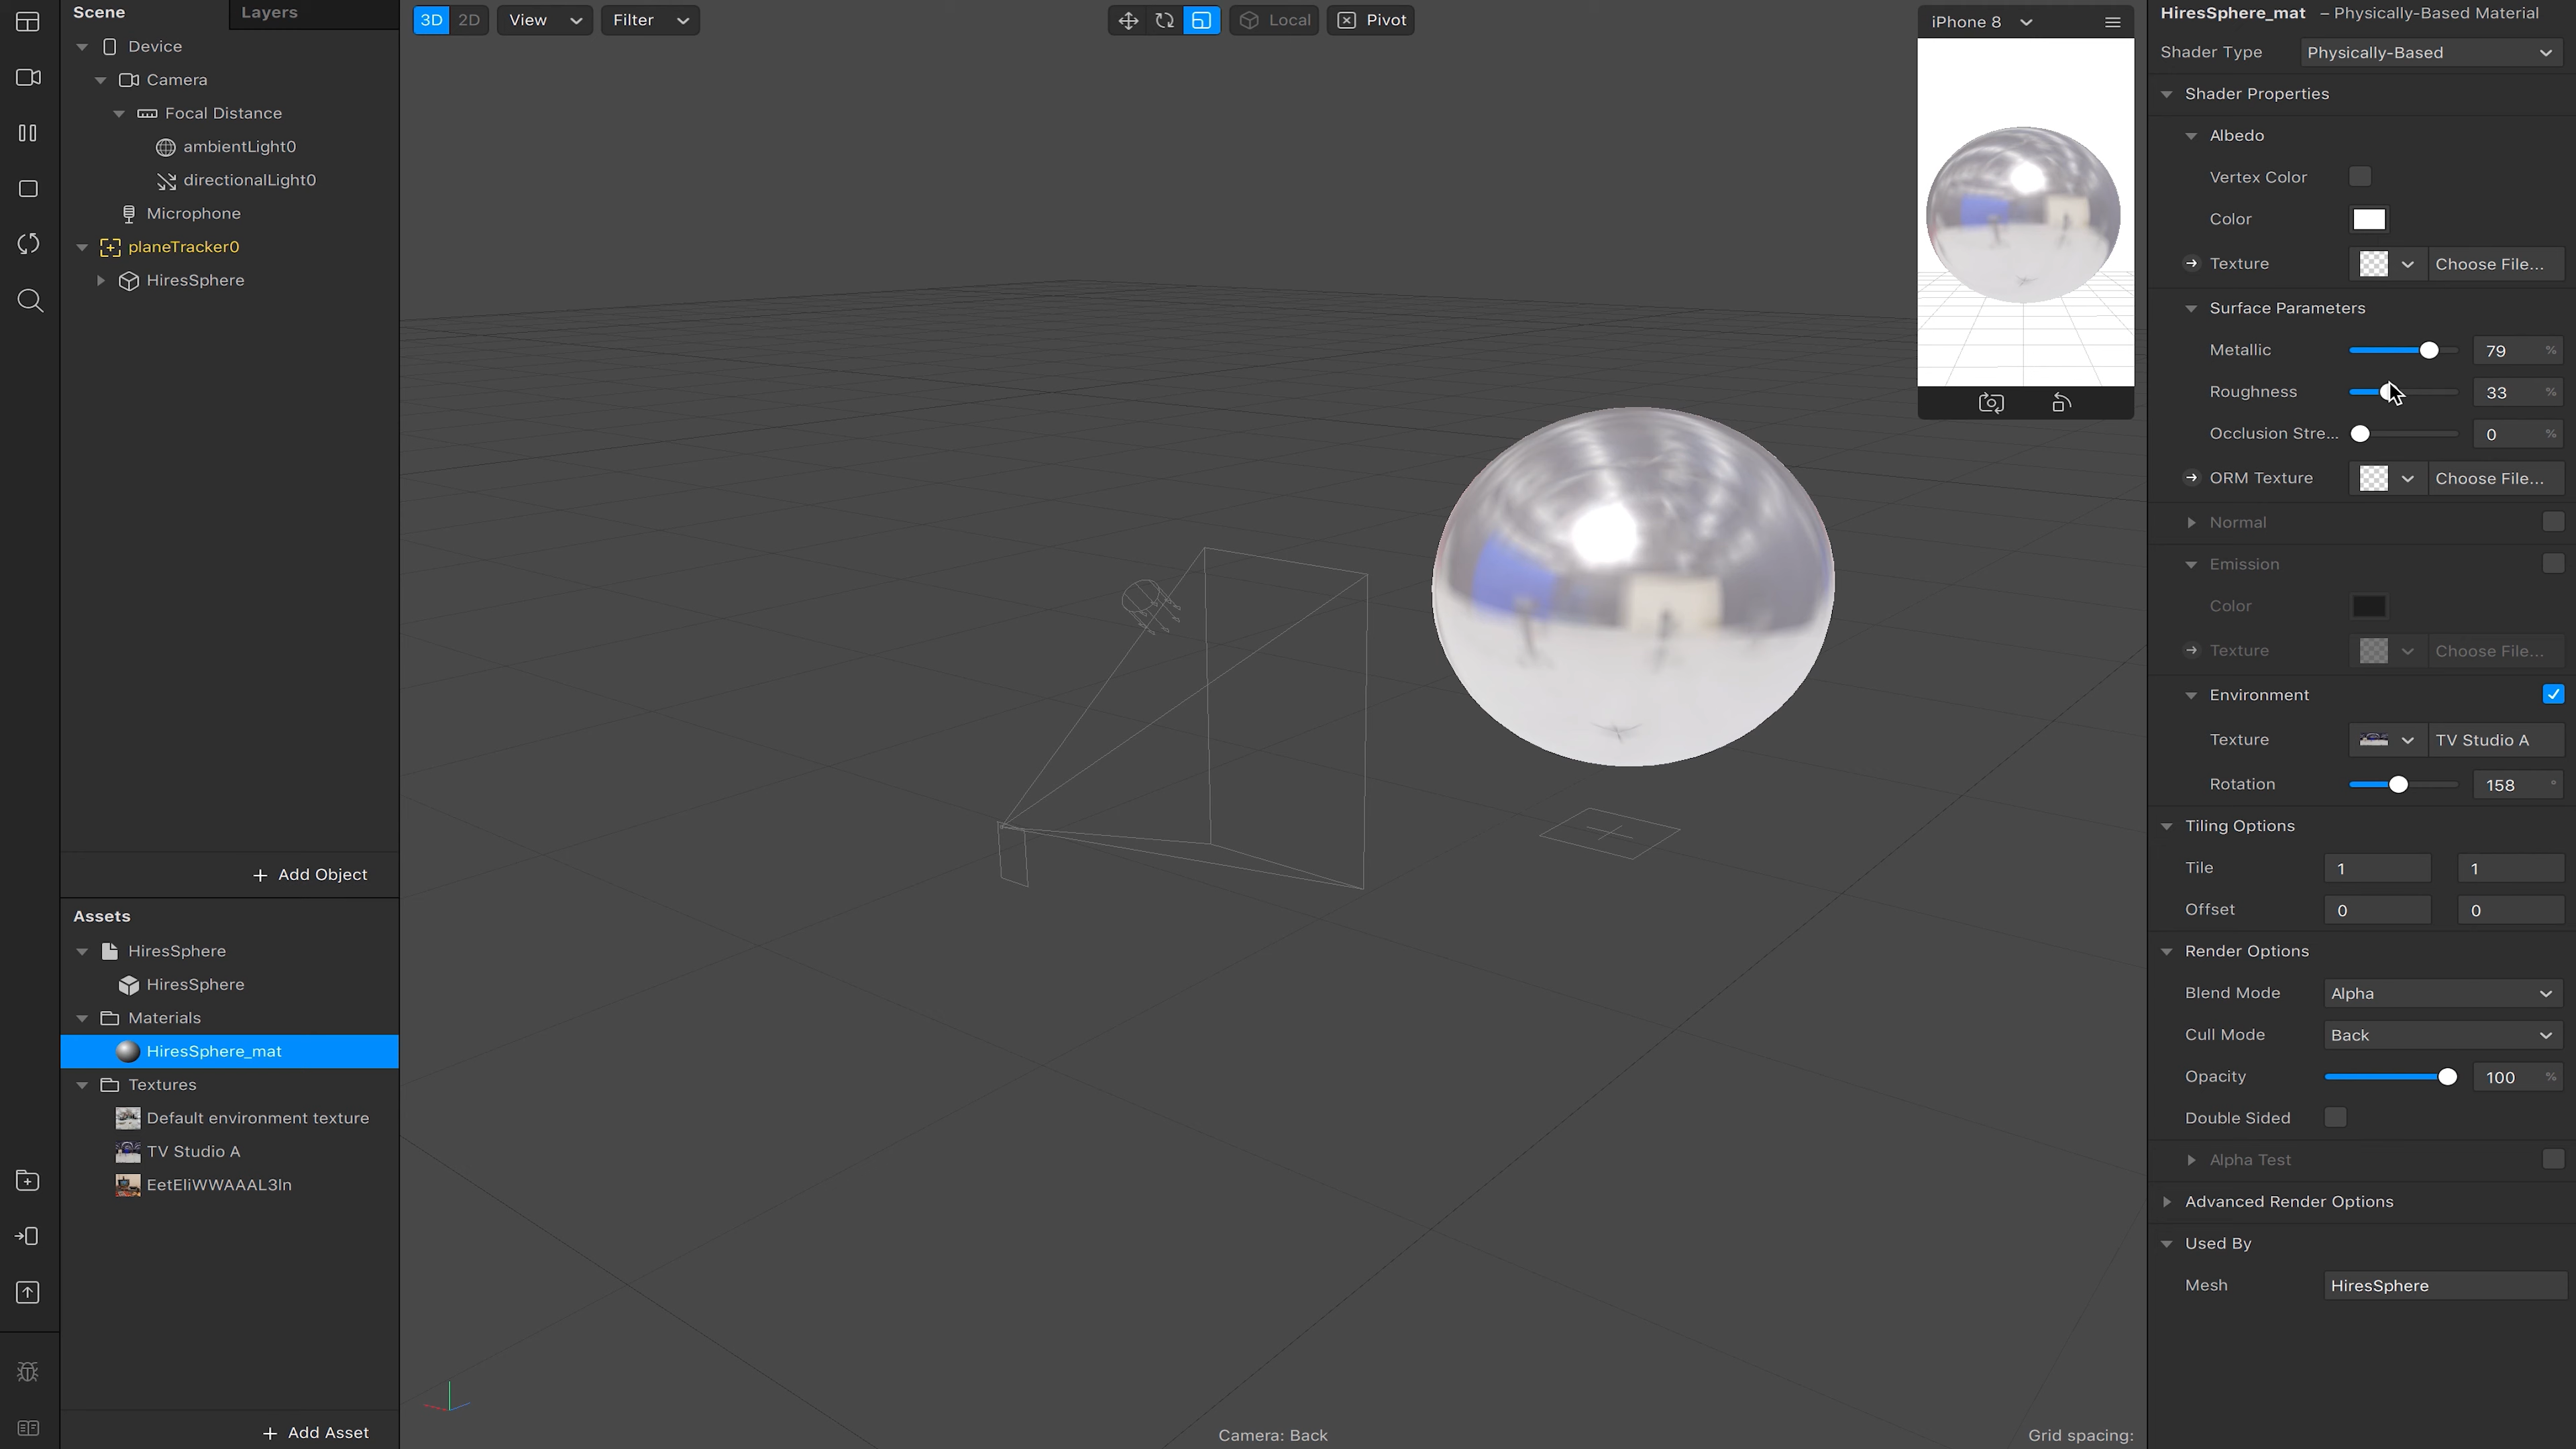 Scene
Layers
Device
Camera
Focal Distance
ambientLight0
directionalLight0
Microphone
planeTracker0
HiresSphere
+ Add Object
Assets
HiresSphere
HiresSphere
Materials
HiresSphere_mat
Textures
Default environment texture
TV Studio A
EetEliWWAAAL3ln
+ Add Asset
3D 2D View Filter
Local Pivot
iPhone 8
Camera: Back
Grid spacing:
HiresSphere_mat – Physically-Based Material
Shader Type Physically-Based
Shader Properties
Albedo
Vertex Color
Color
Texture Choose File...
Surface Parameters
Metallic 79 %
Roughness 33 %
Occlusion Stre... 0 %
ORM Texture Choose File...
Normal
Emission
Color
Texture Choose File...
Environment
Texture TV Studio A
Rotation 158 °
Tiling Options
Tile 1 1
Offset 0 0
Render Options
Blend Mode Alpha
Cull Mode Back
Opacity 100 %
Double Sided
Alpha Test
Advanced Render Options
Used By
Mesh HiresSphere